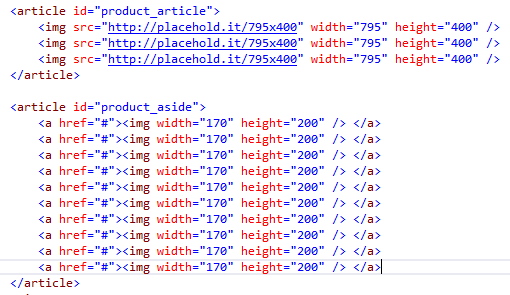 <article id="product_article">
<img src="http://placehold.it/795x400" width="795" height="400" />
<img src="http://placehold.it/795x400" width="795" height="400" />
<img src="http://placehold.it/795x400" width="795" height="400" />
</article>
<article id="product_aside">
<a href="#"><img width="170" height="200" /> </a>
<a href="#"><img width="170" height="200" /> </a>
<a href="#"><img width="170" height="200" /> </a>
<a href="#"><img width="170" height="200" /> </a>
<a href="#"><img width="170" height="200" /> </a>
<a href="#"><img width="170" height="200" /> </a>
<a href="#"><img width="170" height="200" /> </a>
<a href="#"><img width="170" height="200" /> </a>
<a href="#"><img width="170" height="200" /> </a>
<a href="#"><img width="170" height="200" /> </a>
</article>